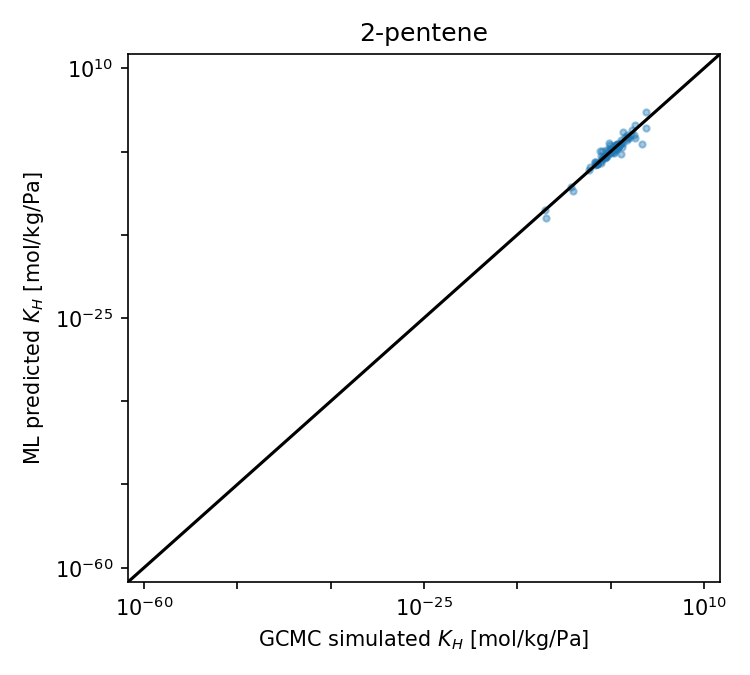 2-pentene
10^10
10^-25
10^-60
ML predicted K_H [mol/kg/Pa]
10^-60
10^-25
10^10
GCMC simulated K_H [mol/kg/Pa]